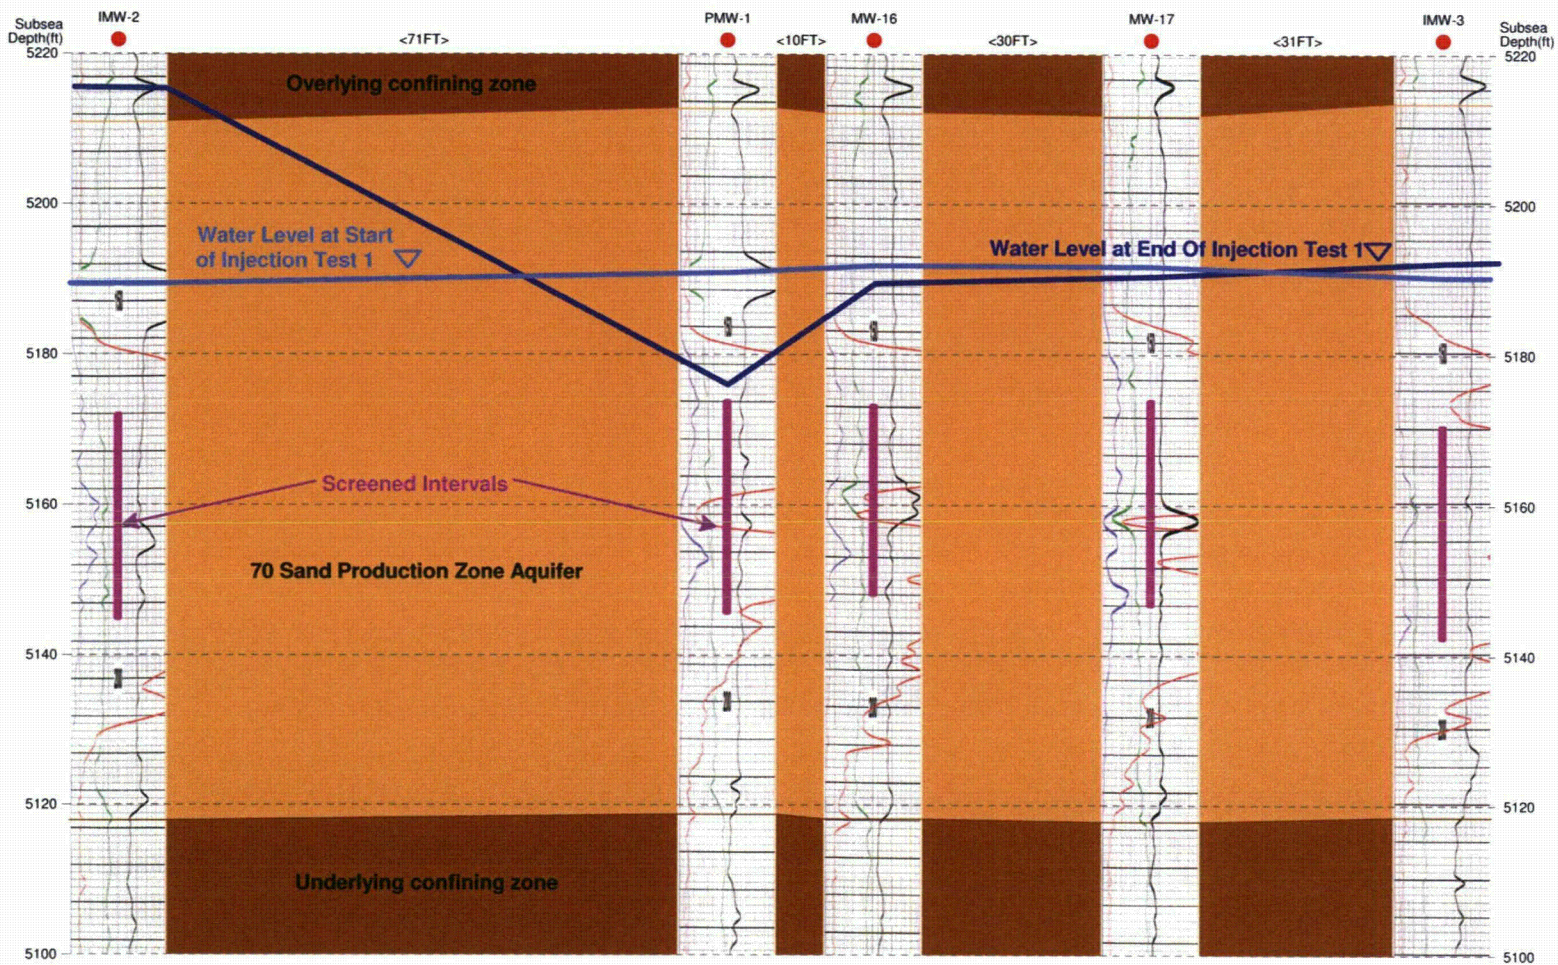 IMW-2
PMW-1
MW-16
MW-17
IMW-3
Subsea
Depth(ft)
<71FT>
<10FT>
<30FT>
<31FT>
Subsea
Depth(ft)
5220
5220
Overlying confining zone
5200
5200
Water Level at Start
of Injection Test 1
Water Level at End Of Injection Test 1
5180
5180
Screened Intervals
5160
5160
70 Sand Production Zone Aquifer
5140
5140
5120
5120
Underlying confining zone
5100
5100